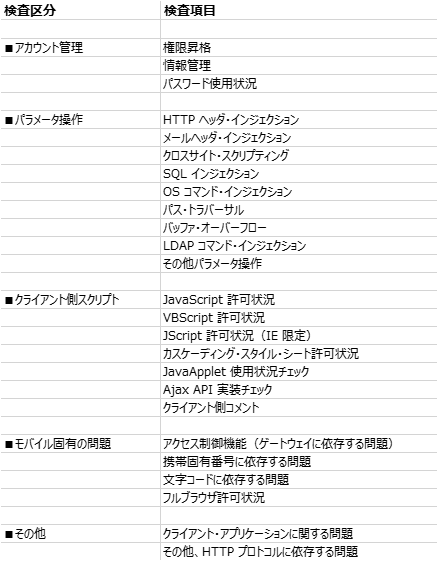 検査区分 検査項目
■アカウント管理 権限昇格
情報管理
パスワード使用状況
■パラメータ操作 HTTP ヘッダ・インジェクション
メールヘッダ・インジェクション
クロスサイト・スクリプティング
SQL インジェクション
OS コマンド・インジェクション
パス・トラバーサル
バッファ・オーバーフロー
LDAP コマンド・インジェクション
その他パラメータ操作
■クライアント側スクリプト JavaScript 許可状況
VBScript 許可状況
JScript 許可状況（IE 限定）
カスケーディング・スタイル・シート許可状況
JavaApplet 使用状況チェック
Ajax API 実装チェック
クライアント側コメント
■モバイル固有の問題 アクセス制御機能（ゲートウェイに依存する問題）
携帯固有番号に依存する問題
文字コードに依存する問題
フルブラウザ許可状況
■その他 クライアント・アプリケーションに関する問題
その他、HTTP プロトコルに依存する問題